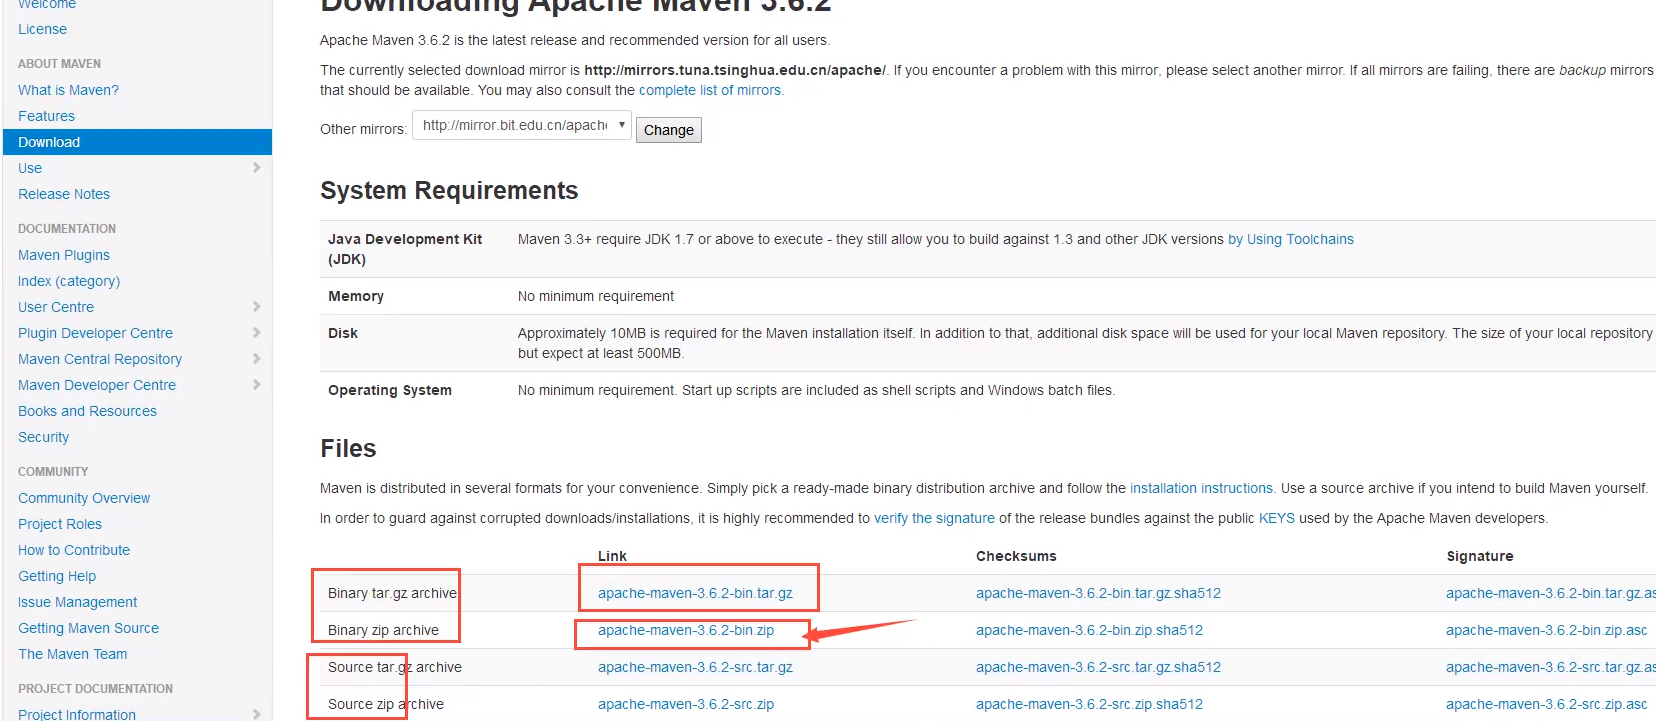 Welcome
License
ABOUT MAVEN
What is Maven?
Features
Download
Use
Release Notes
DOCUMENTATION
Maven Plugins
Index (category)
User Centre
Plugin Developer Centre
Maven Central Repository
Maven Developer Centre
Books and Resources
Security
COMMUNITY
Community Overview
Project Roles
How to Contribute
Getting Help
Issue Management
Getting Maven Source
The Maven Team
PROJECT DOCUMENTATION
Project Information
Downloading Apache Maven 3.6.2
Apache Maven 3.6.2 is the latest release and recommended version for all users.
The currently selected download mirror is http://mirrors.tuna.tsinghua.edu.cn/apache/. If you encounter a problem with this mirror, please select another mirror. If all mirrors are failing, there are backup mirrors
that should be available. You may also consult the complete list of mirrors.
Other mirrors: http://mirror.bit.edu.cn/apach Change
System Requirements
Java Development Kit (JDK) Maven 3.3+ require JDK 1.7 or above to execute - they still allow you to build against 1.3 and other JDK versions by Using Toolchains
Memory No minimum requirement
Disk Approximately 10MB is required for the Maven installation itself. In addition to that, additional disk space will be used for your local Maven repository. The size of your local repository
but expect at least 500MB.
Operating System No minimum requirement. Start up scripts are included as shell scripts and Windows batch files.
Files
Maven is distributed in several formats for your convenience. Simply pick a ready-made binary distribution archive and follow the installation instructions. Use a source archive if you intend to build Maven yourself.
In order to guard against corrupted downloads/installations, it is highly recommended to verify the signature of the release bundles against the public KEYS used by the Apache Maven developers.
Link Checksums Signature
Binary tar.gz archive apache-maven-3.6.2-bin.tar.gz apache-maven-3.6.2-bin.tar.gz.sha512 apache-maven-3.6.2-bin.tar.gz.as
Binary zip archive apache-maven-3.6.2-bin.zip apache-maven-3.6.2-bin.zip.sha512 apache-maven-3.6.2-bin.zip.asc
Source tar.gz archive apache-maven-3.6.2-src.tar.gz apache-maven-3.6.2-src.tar.gz.sha512 apache-maven-3.6.2-src.tar.gz.as
Source zip archive apache-maven-3.6.2-src.zip apache-maven-3.6.2-src.zip.sha512 apache-maven-3.6.2-src.zip.asc